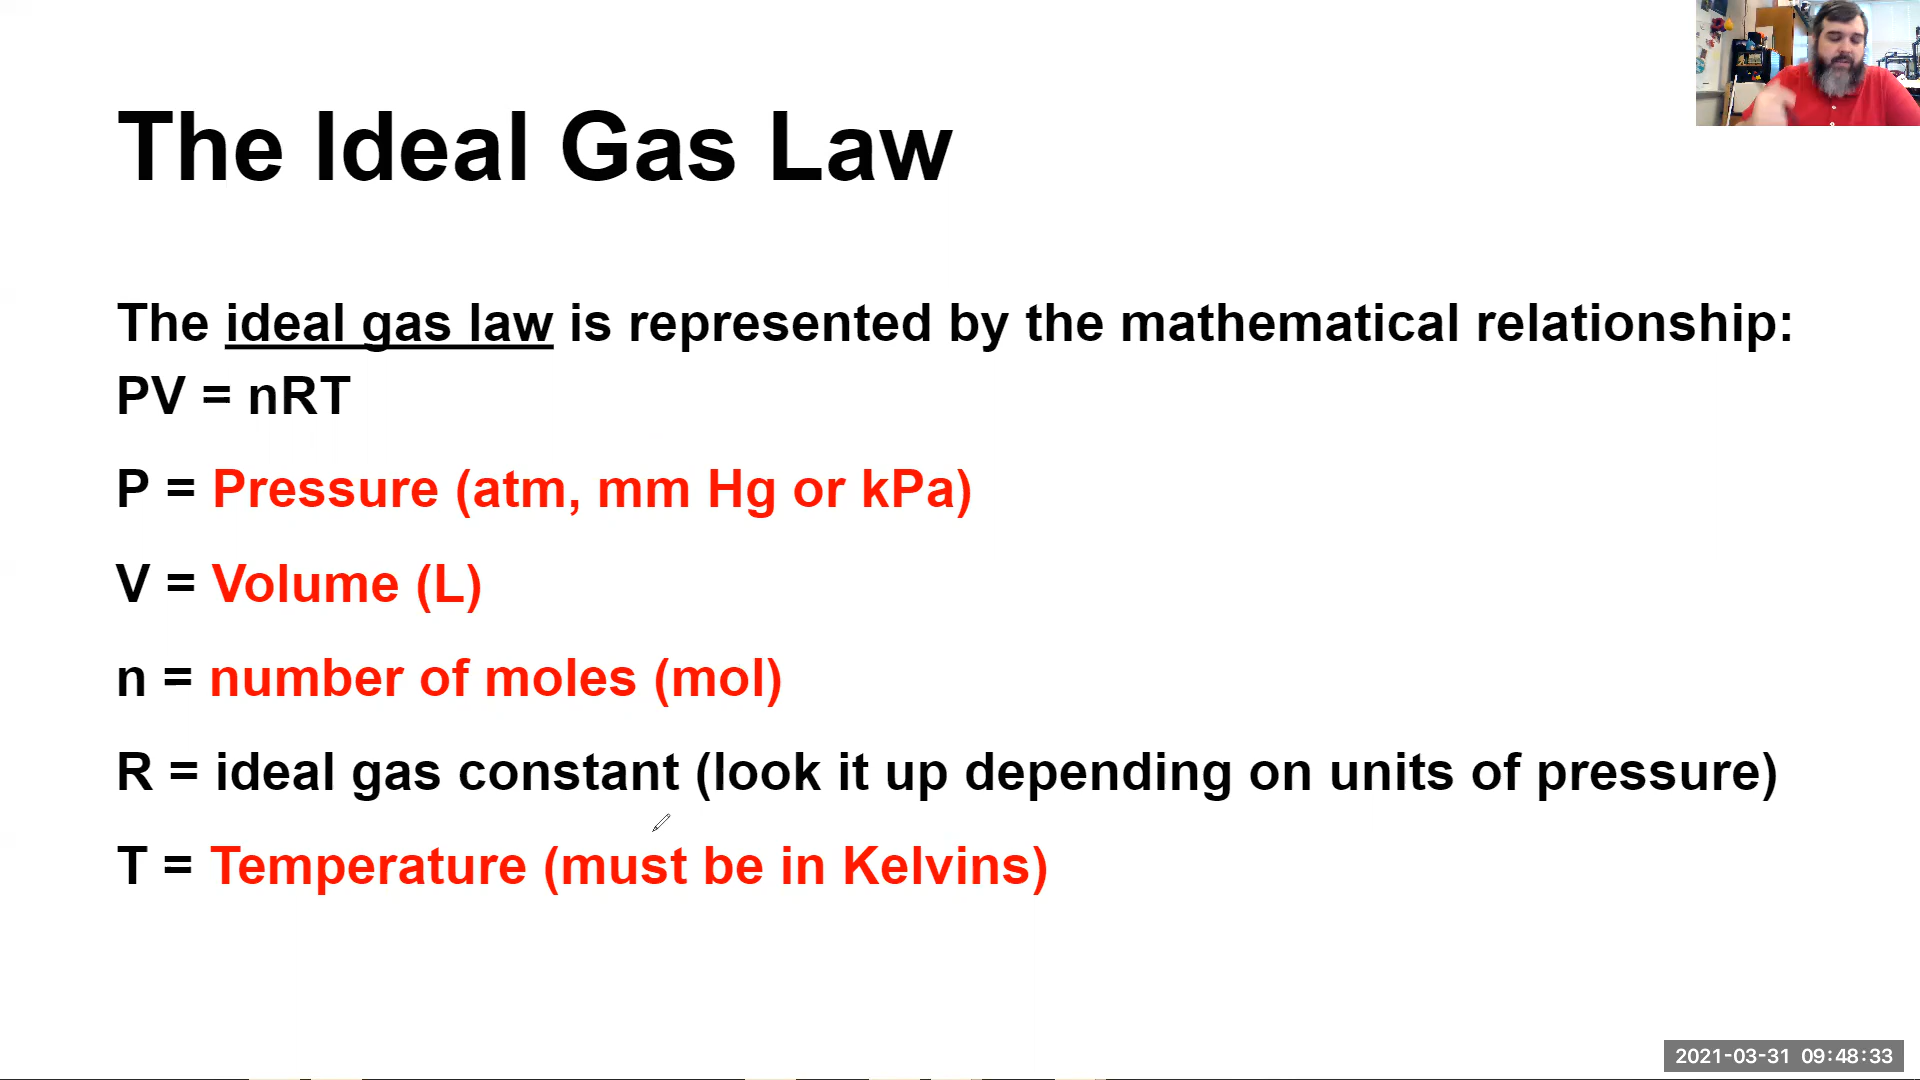 The Ideal Gas Law
The ideal gas law is represented by the mathematical relationship:
PV = nRT
P = Pressure (atm, mm Hg or kPa)
V = Volume (L)
n = number of moles (mol)
R = ideal gas constant (look it up depending on units of pressure)
T = Temperature (must be in Kelvins)
2021-03-31 09:48:33